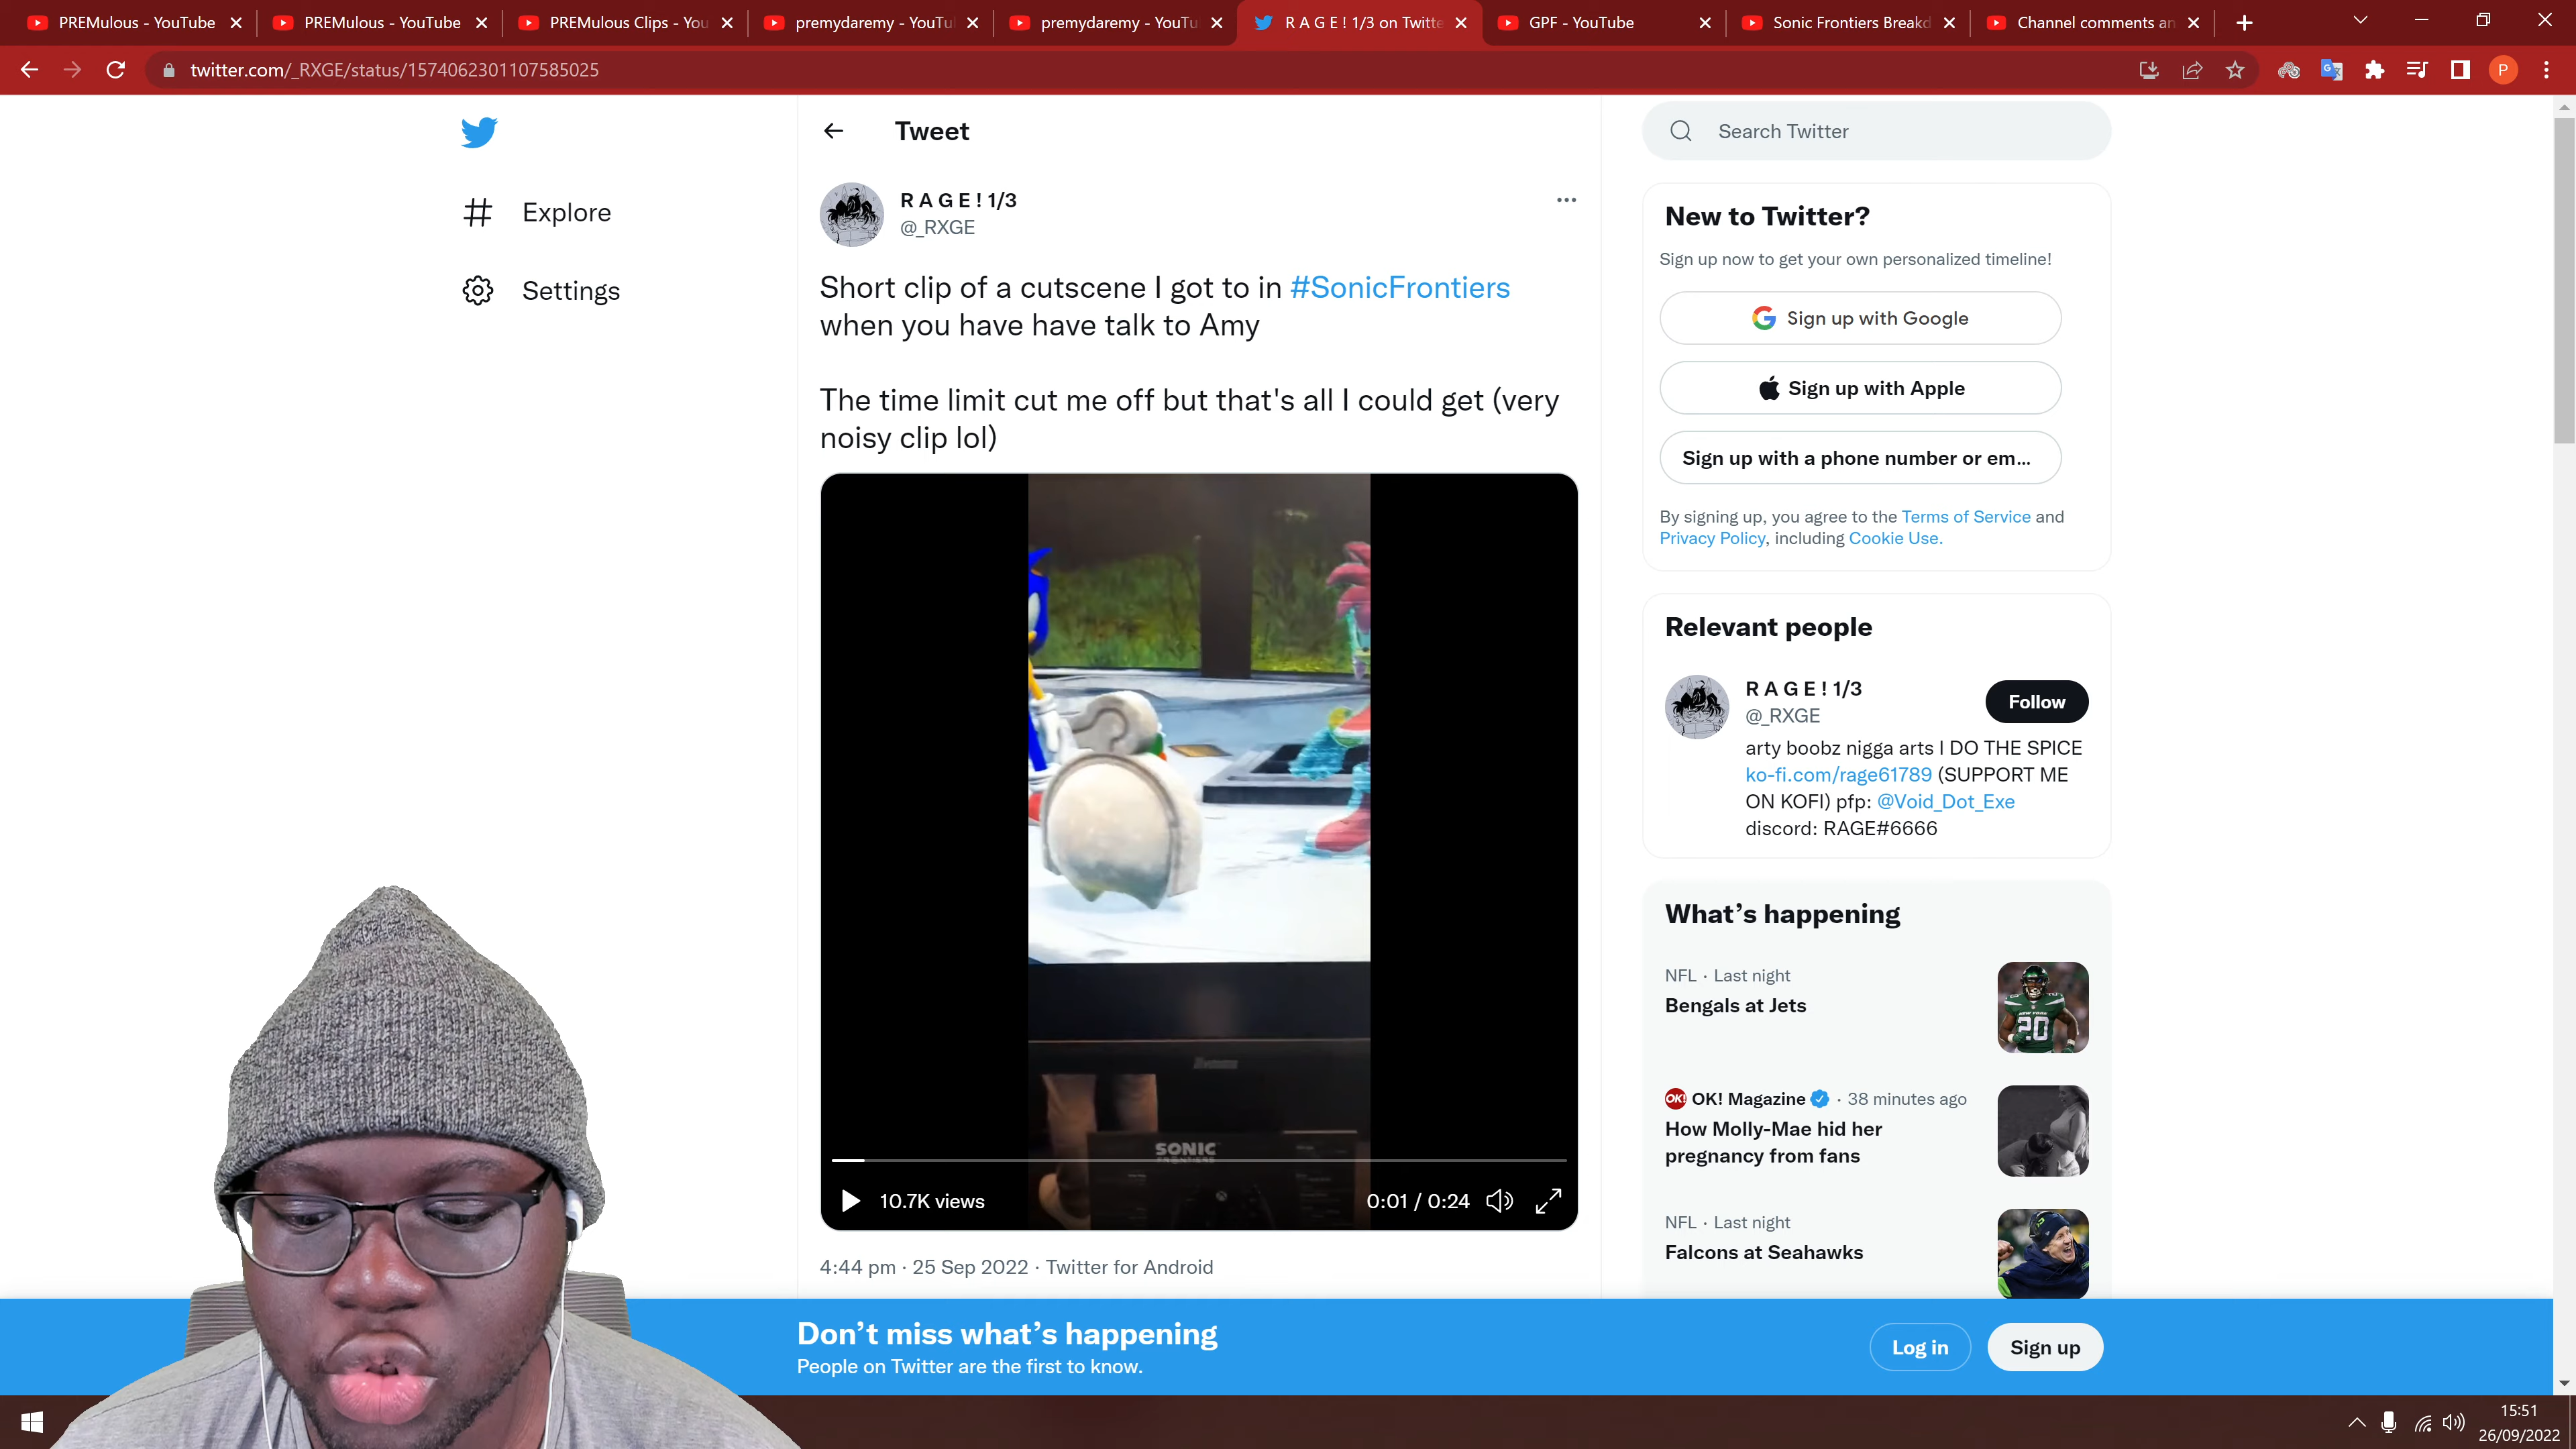 PREMulous - YouTube
PREMulous - YouTube
PREMulous Clips - You
premydaremy - YouTu
premydaremy - YouTu
R A G E ! 1/3 on Twitte
GPF - YouTube
Sonic Frontiers Breakd
Channel comments an
twitter.com/_RXGE/status/1574062301107585025
P
Explore
Settings
Tweet
R A G E ! 1/3
@_RXGE
Short clip of a cutscene I got to in #SonicFrontiers
when you have have talk to Amy
The time limit cut me off but that's all I could get (very
noisy clip lol)
SONIC
FRONTIERS
10.7K views
0:01 / 0:24
4:44 pm · 25 Sep 2022 · Twitter for Android
Search Twitter
New to Twitter?
Sign up now to get your own personalized timeline!
Sign up with Google
Sign up with Apple
Sign up with a phone number or em...
By signing up, you agree to the Terms of Service and
Privacy Policy, including Cookie Use.
Relevant people
R A G E ! 1/3
@_RXGE
Follow
arty boobz nigga arts I DO THE SPICE
ko-fi.com/rage61789 (SUPPORT ME
ON KOFI) pfp: @Void_Dot_Exe
discord: RAGE#6666
What's happening
NFL · Last night
Bengals at Jets
20
OK! OK! Magazine · 38 minutes ago
How Molly-Mae hid her
pregnancy from fans
NFL · Last night
Falcons at Seahawks
Don't miss what's happening
People on Twitter are the first to know.
Log in
Sign up
15:51
26/09/2022